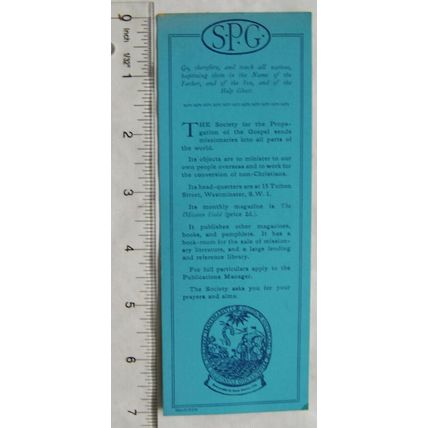 S·P·G·
Go, therefore, and teach all nations,
baptising them in the Name of the
Father, and of the Son, and of the
Holy Ghost.
THE Society for the Propa-
gation of the Gospel sends
missionaries into all parts of
the world.
Its objects are to minister to our
own people overseas and to work for
the conversion of non-Christians.
Its head-quarters are at 15 Tufton
Street, Westminster, S.W.1.
Its monthly magazine is The
Mission Field (price 2d.).
It publishes other magazines,
books, and pamphlets. It has a
book-room for the sale of mission-
ary literature, and a large lending
and reference library.
For full particulars apply to the
Publications Manager.
The Society asks you for your
prayers and alms.
0 Inch 1/32"
1
2
3
4
5
6
7